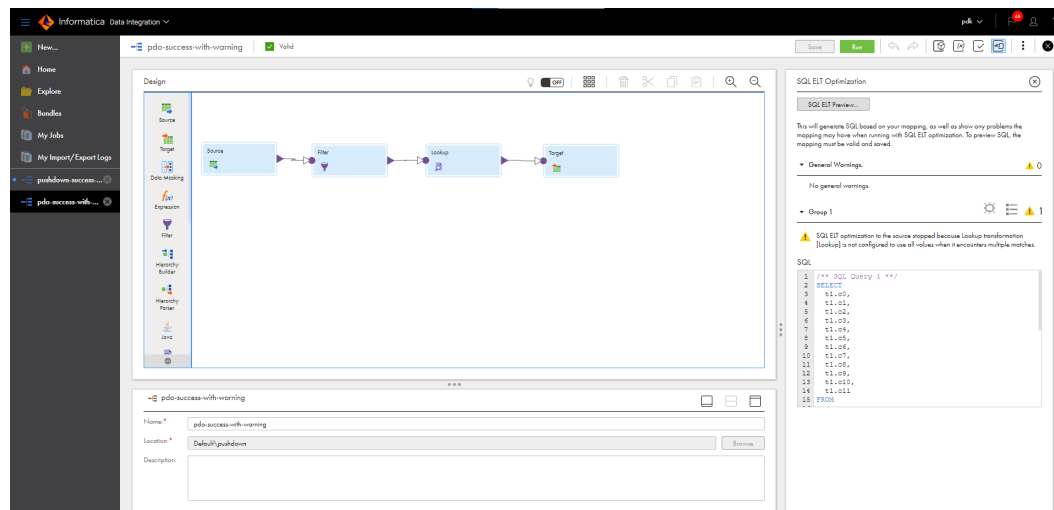 Informatica Data Integration
pdk
46
New...
Home
Explore
Bundles
My Jobs
My Import/Export Logs
pushdown-success-...
pdo-success-with-...
pdo-success-with-warning
Valid
Save
Run
Design
OFF
Source
Target
Data Masking
Expression
Filter
Hierarchy
Builder
Hierarchy
Parser
Java
Source
Filter
Lookup
Target
pdo-success-with-warning
Name:*
pdo-success-with-warning
Location:*
Default\pushdown
Browse
Description:
SQL ELT Optimization
SQL ELT Preview...
This will generate SQL based on your mapping, as well as show any problems the
mapping may have when running with SQL ELT optimization. To preview SQL, the
mapping must be valid and saved.
General Warnings.
0
No general warnings.
Group 1
1
SQL ELT optimization to the source stopped because Lookup transformation
[Lookup] is not configured to use all values when it encounters multiple matches.
SQL
1 /** SQL Query 1 **/
2 SELECT
3 t1.c0,
4 t1.c1,
5 t1.c2,
6 t1.c3,
7 t1.c4,
8 t1.c5,
9 t1.c6,
10 t1.c7,
11 t1.c8,
12 t1.c9,
13 t1.c10,
14 t1.c11
15 FROM